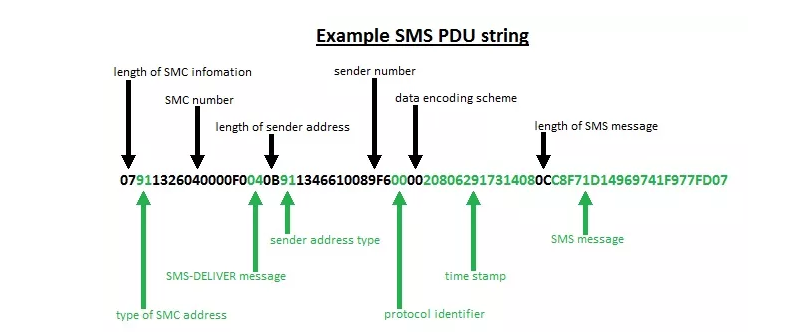 Example SMS PDU string
length of SMC infomation
sender number
SMC number
data encoding scheme
length of sender address
length of SMS message
07911326040000F0040B911346610089F60000208062917314080CC8F71D14969741F977FD07
sender address type
SMS message
SMS-DELIVER message
time stamp
type of SMC address
protocol identifier